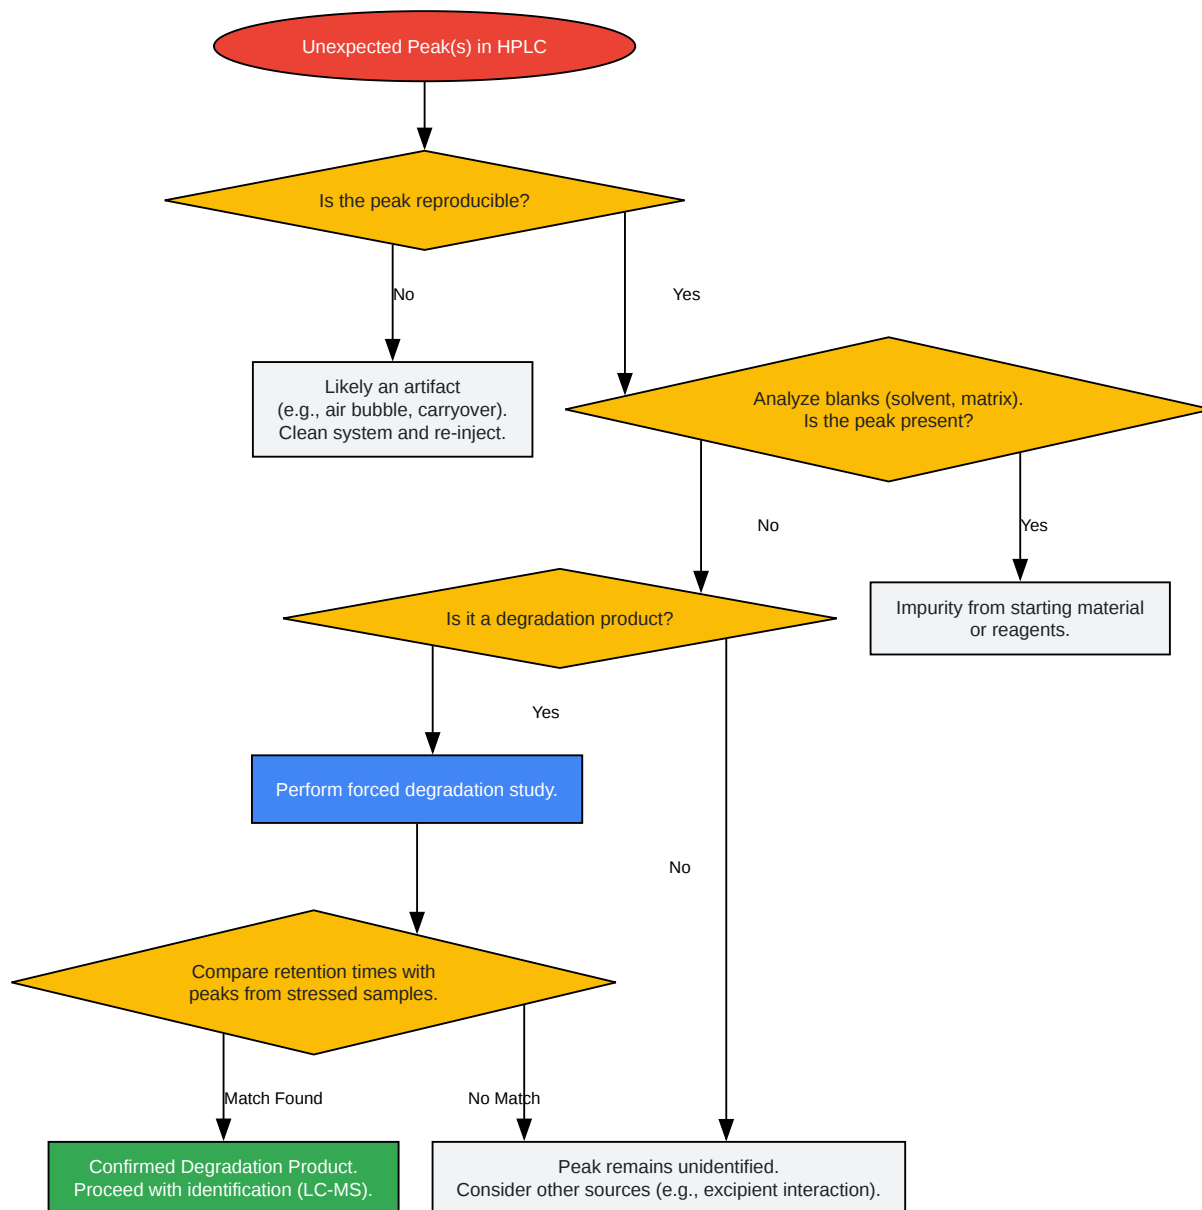 Unexpected Peak(s) in HPLC
Is the peak reproducible?
No
Yes
Likely an artifact
(e.g., air bubble, carryover).
Clean system and re-inject.
Analyze blanks (solvent, matrix).
Is the peak present?
No
Yes
Is it a degradation product?
Impurity from starting material
or reagents.
Yes
Perform forced degradation study.
No
Compare retention times with
peaks from stressed samples.
Match Found
No Match
Confirmed Degradation Product.
Proceed with identification (LC-MS).
Peak remains unidentified.
Consider other sources (e.g., excipient interaction).